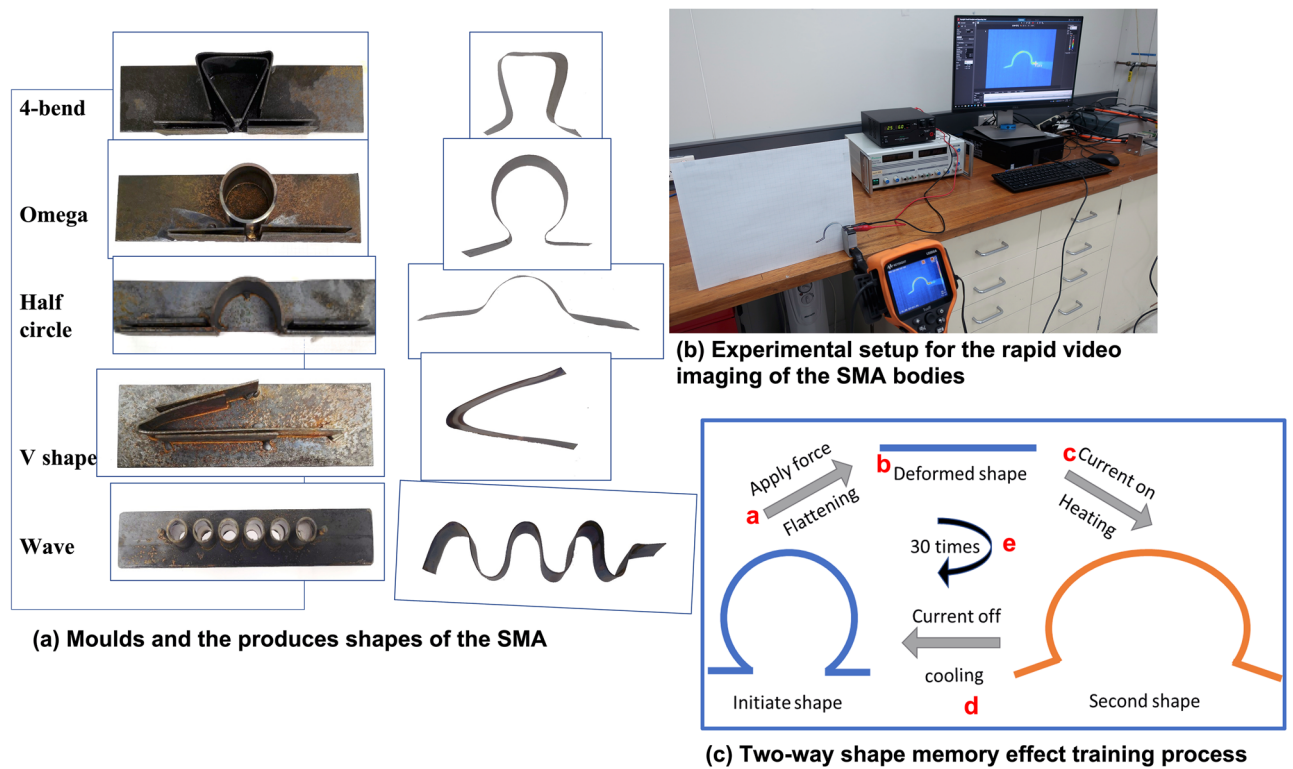 4-bend
Omega
Half
circle
V shape
Wave
(a) Moulds and the produces shapes of the SMA
(b) Experimental setup for the rapid video
imaging of the SMA bodies
a
Apply force
Flattening
b
Deformed shape
c
Current on
Heating
30 times
e
Current off
cooling
d
Initiate shape
Second shape
(c) Two-way shape memory effect training process